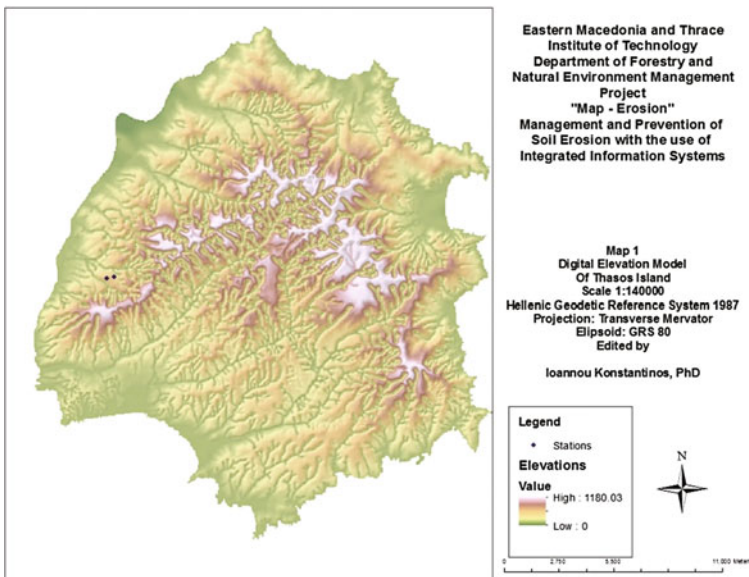 Eastern Macedonia and Thrace
Institute of Technology
Department of Forestry and
Natural Environment Management
Project
"Map - Erosion"
Management and Prevention of
Soil Erosion with the use of
Integrated Information Systems
Map 1
Digital Elevation Model
Of Thasos Island
Scale 1:140000
Hellenic Geodetic Reference System 1987
Projection: Transverse Mervator
Elipsoid: GRS 80
Edited by
Ioannou Konstantinos, PhD
Legend
Stations
Elevations
Value
High : 1180.03
Low : 0
N
0 2.750 5.500 11.000 Meters